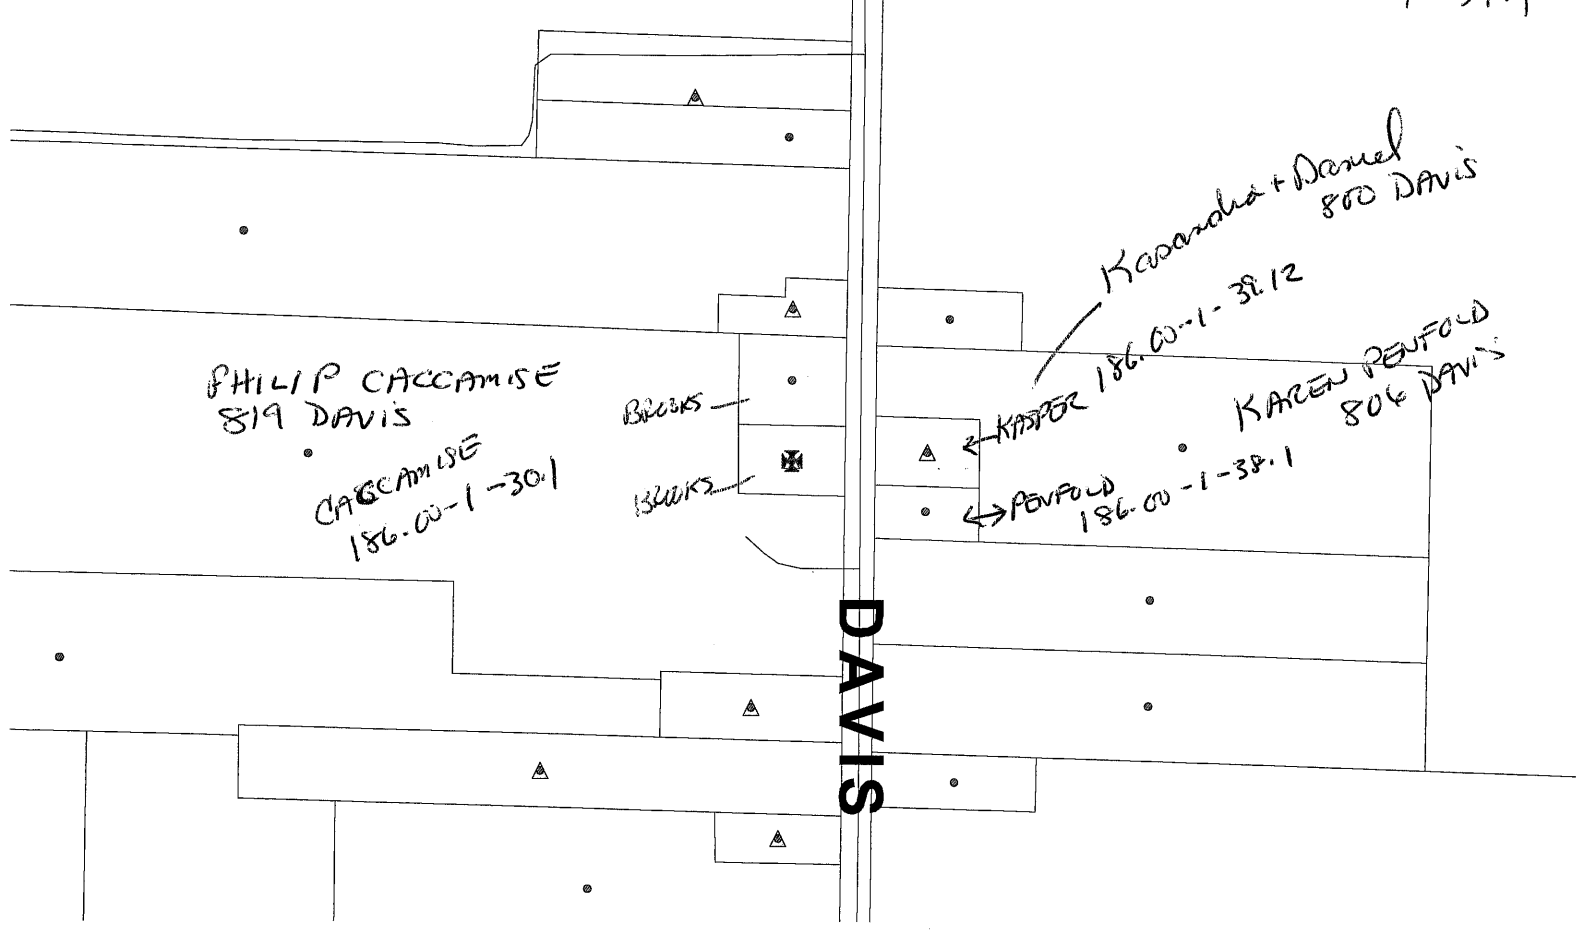 Kasandra + Daniel
800 DAVIS
PHILIP CACCAMISE
819 DAVIS
CACCAMISE
186.00-1-30.1
BROOKS
BROOKS
KASPER 186.00-1-39.12
KAREN PENFOLD
806 DAVIS
PENFOLD
186.00-1-38.1
DAVIS